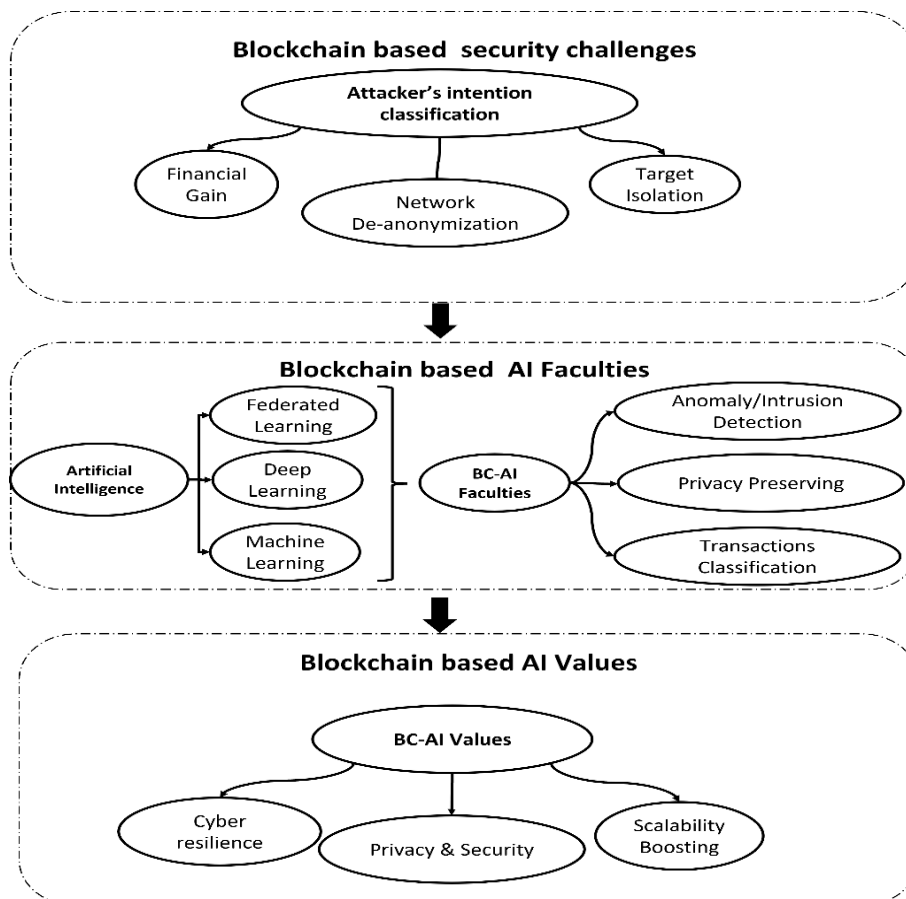 Blockchain based security challenges
Attacker's intention
classification
Financial
Gain
Network
De-anonymization
Target
Isolation
Blockchain based AI Faculties
Artificial
Intelligence
Federated
Learning
Deep
Learning
Machine
Learning
BC-AI
Faculties
Anomaly/Intrusion
Detection
Privacy Preserving
Transactions
Classification
Blockchain based AI Values
BC-AI Values
Cyber
resilience
Privacy & Security
Scalability
Boosting